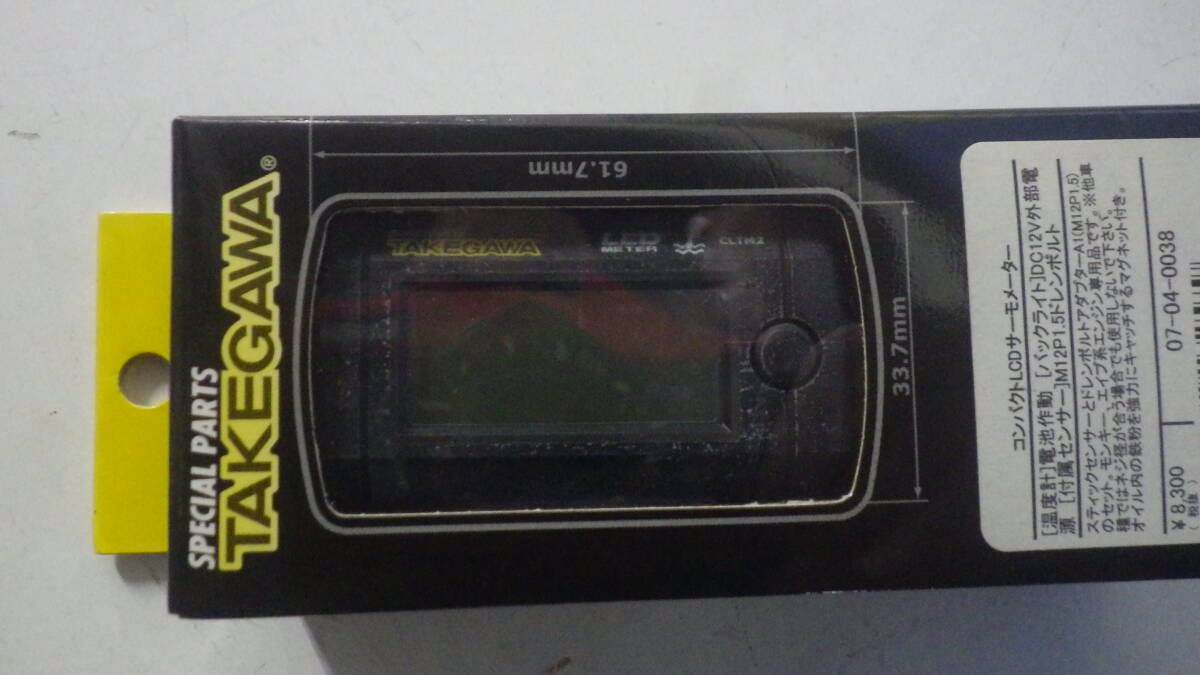 SPECIAL PARTS
TAKEGAWA®
61.7mm
33.7mm
TAKEGAWA
LCD
METER
CLTM2
コンパクトLCDサーモメーター
[温度計]電池作動 [バックライト]DC12V外部電
源 [付属センサー]M12P1.5ドレンボルト
スティックセンサーとドレンボルトアダプターA1(M12P1.5)
のセット。モンキー、エイプ系エンジン専用品です。※他車
種ではネジ径が合う場合でも使用しないで下さい。
オイル内の鉄粉を強力にキャッチするマグネット付き。
¥8,300
税抜
07-04-0038